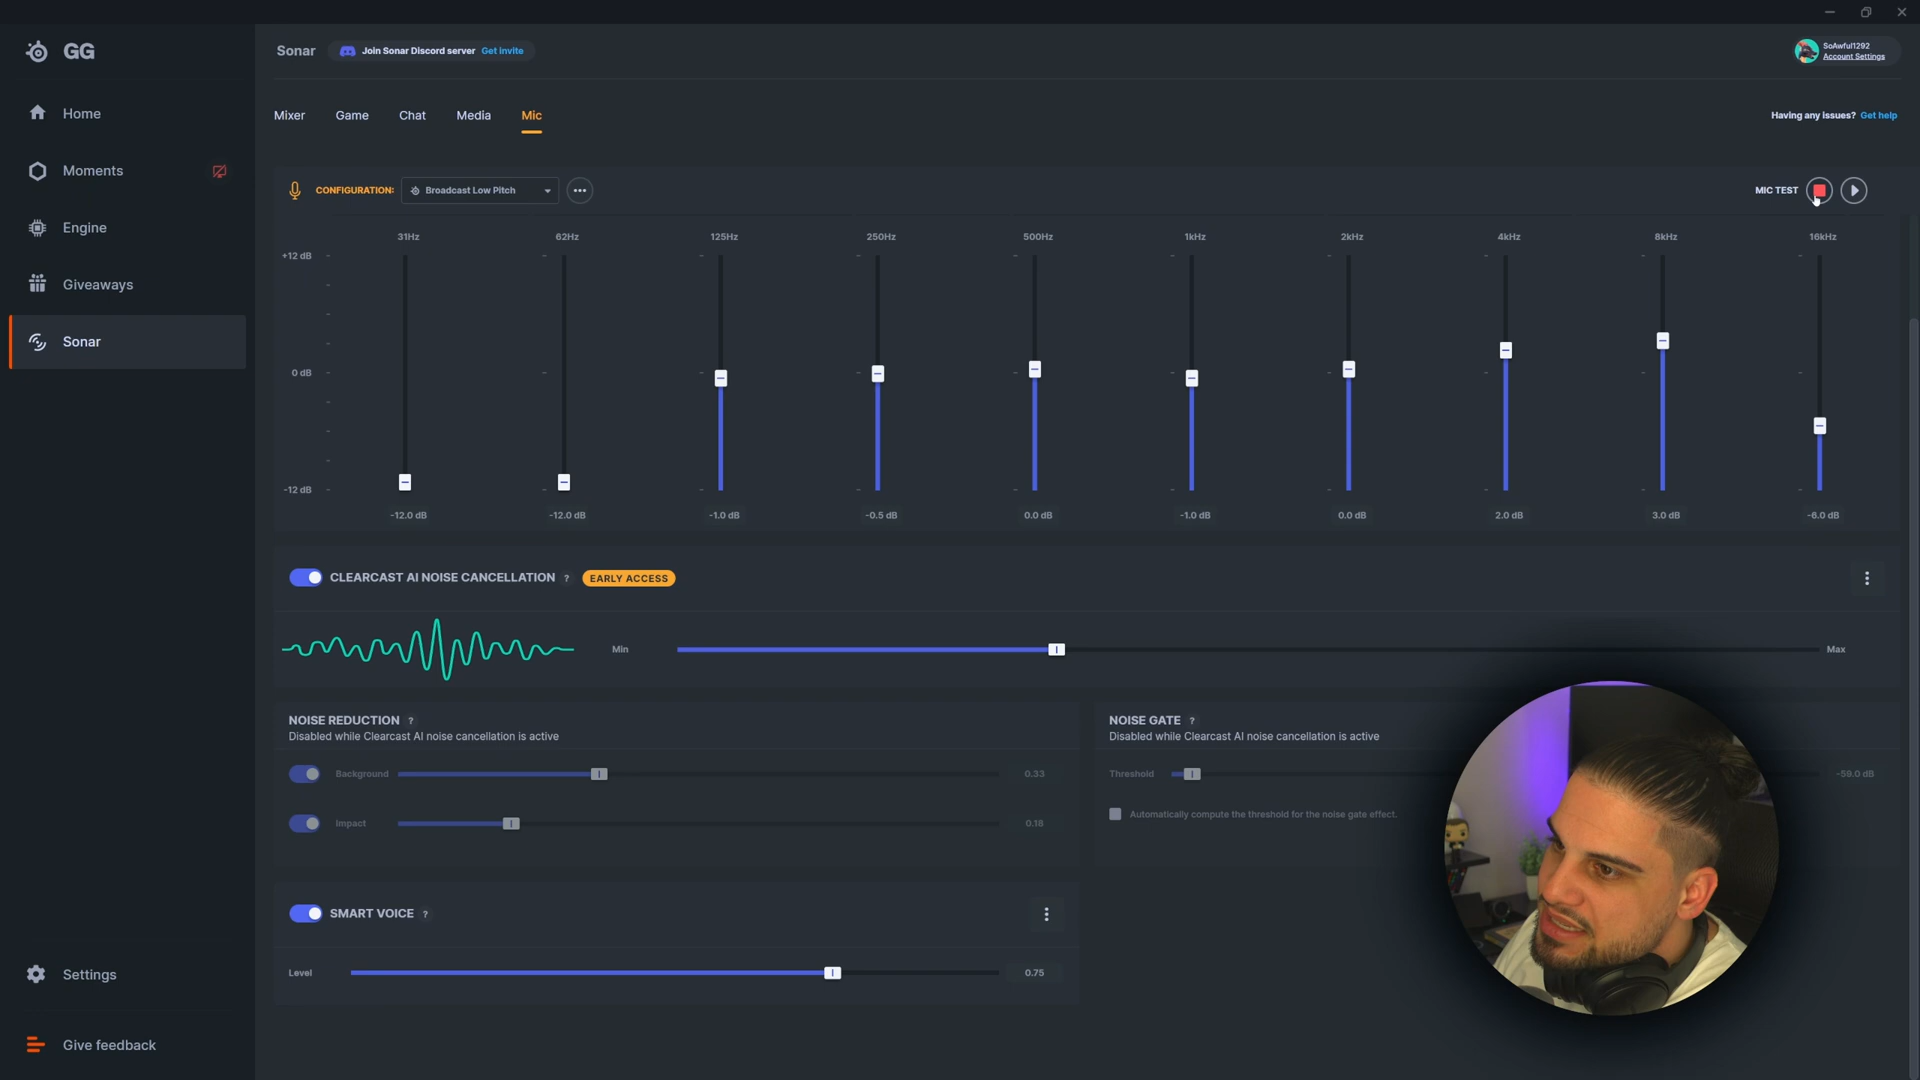 GG
Sonar
Join Sonar Discord server Get invite
SoAwful1292
Account Settings
Home
Moments
Engine
Giveaways
Sonar
Settings
Give feedback
Mixer Game Chat Media Mic
Having any issues? Get help
CONFIGURATION: Broadcast Low Pitch
MIC TEST
31Hz 62Hz 125Hz 250Hz 500Hz 1kHz 2kHz 4kHz 8kHz 16kHz
+12 dB
0 dB
-12 dB
-12.0 dB -12.0 dB -1.0 dB -0.5 dB 0.0 dB -1.0 dB 0.0 dB 2.0 dB 3.0 dB -6.0 dB
CLEARCAST AI NOISE CANCELLATION ? EARLY ACCESS
Min Max
NOISE REDUCTION ?
Disabled while Clearcast AI noise cancellation is active
Background 0.33
Impact 0.18
NOISE GATE ?
Disabled while Clearcast AI noise cancellation is active
Threshold -59.0 dB
Automatically compute the threshold for the noise gate effect.
SMART VOICE ?
Level 0.75